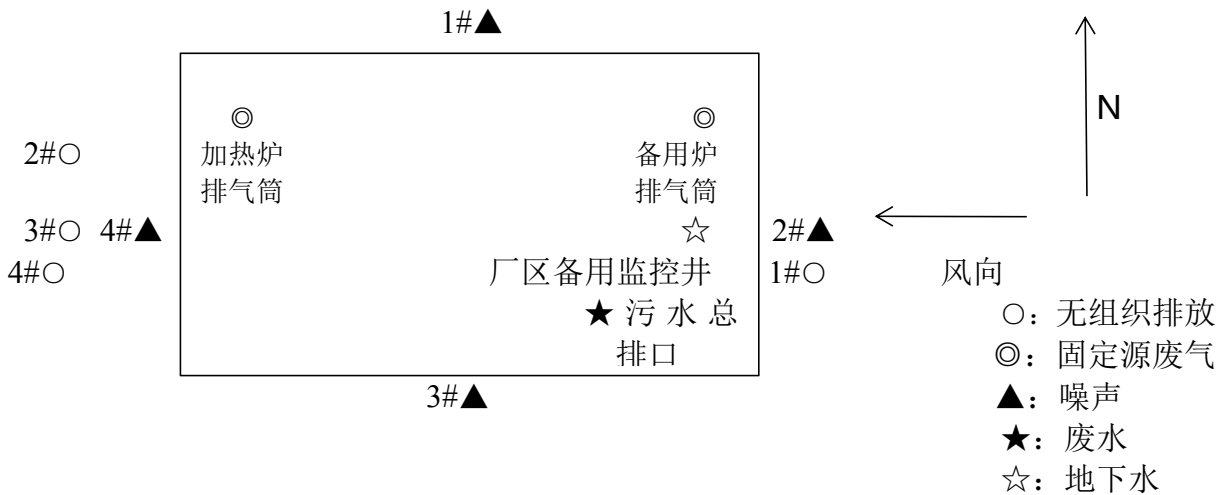 1#▲
N
◎ ◎
2#○ 加热炉 备用炉
排气筒 排气筒
3#○ 4#▲ ☆ 2#▲
4#○ 厂区备用监控井 1#○ 风向
★污水总
排口
3#▲
○：无组织排放
◎：固定源废气
▲：噪声
★：废水
☆：地下水